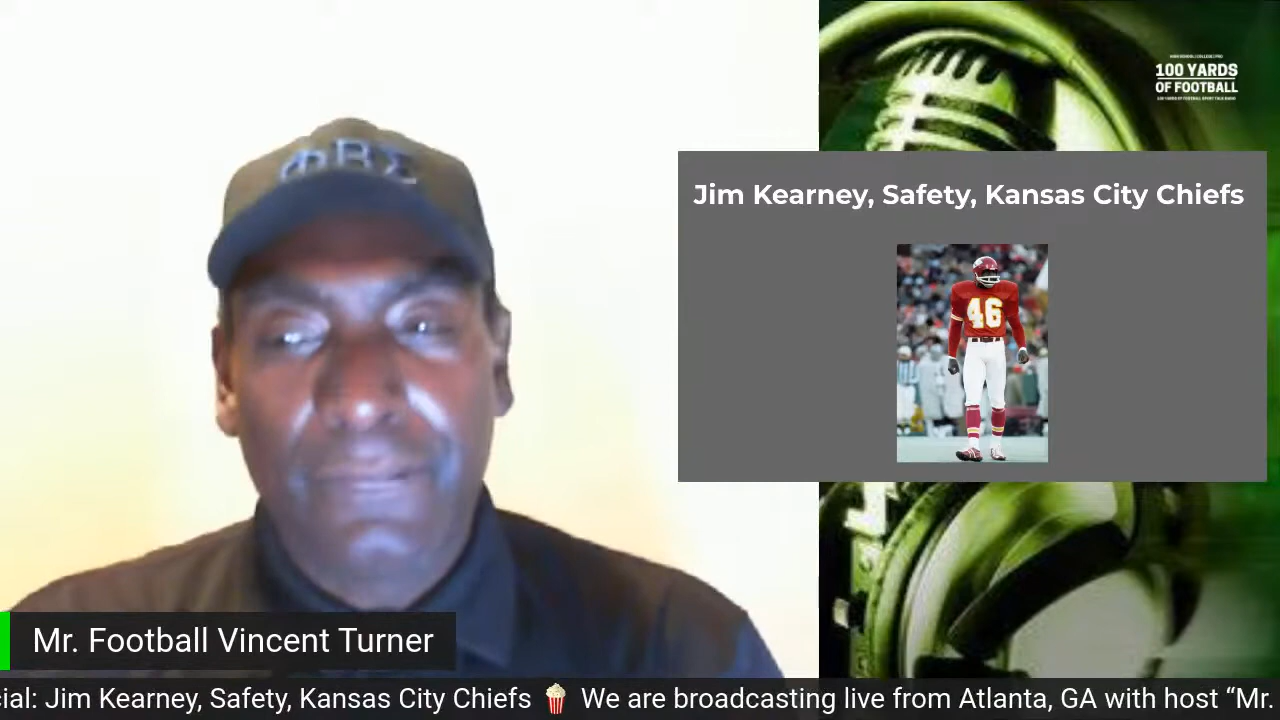 100 YARDS
OF FOOTBALL
Jim Kearney, Safety, Kansas City Chiefs
46
ΦΒΣ
Mr. Football Vincent Turner
cial: Jim Kearney, Safety, Kansas City Chiefs 🍿 We are broadcasting live from Atlanta, GA with host “Mr.